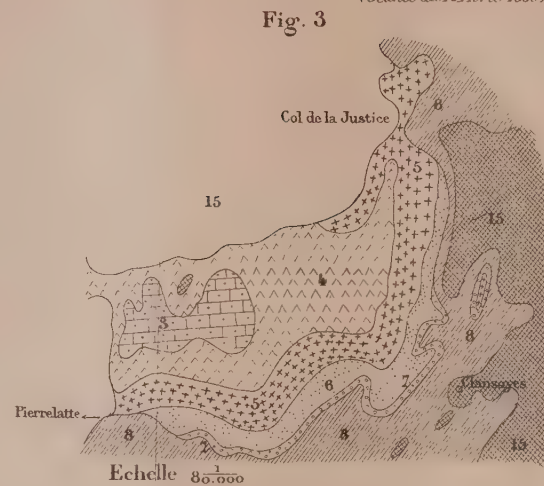 Fig. 3
8
Col de la Justice
5
15
15
4
3
8
7
6
Clansayes
5
Pierrelatte
8
8
2
15
Echelle 1/80.000